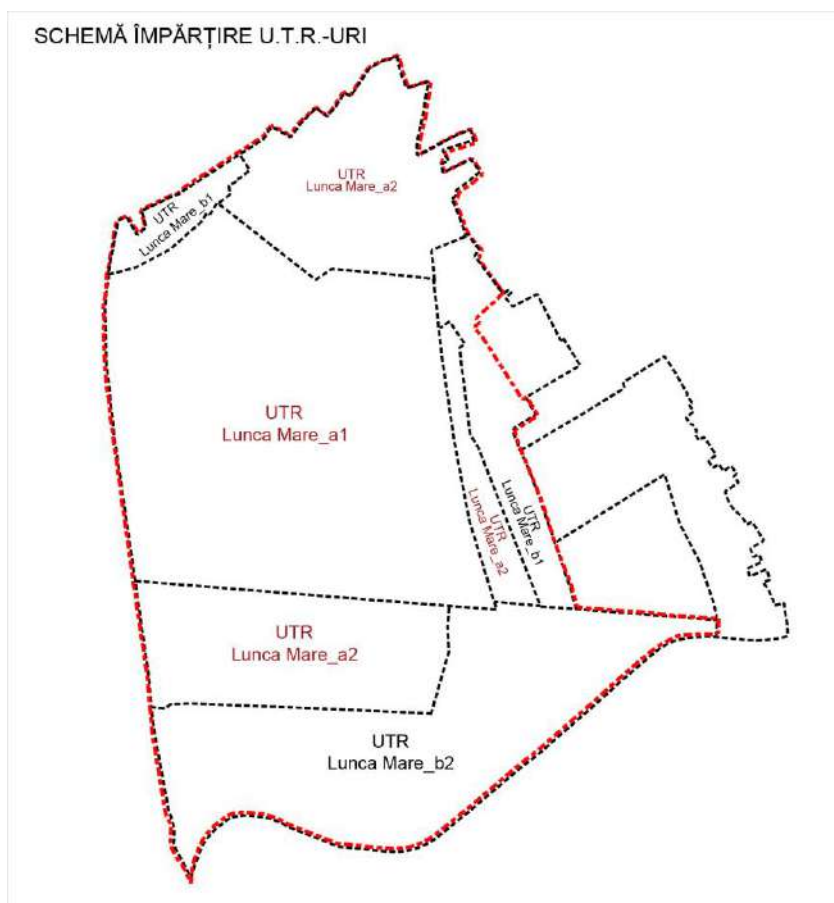 SCHEMĂ ÎMPĂRȚIRE U.T.R.-URI
UTR
Lunca Mare_a2
UTR
Lunca Mare_b1
UTR
Lunca Mare_a1
UTR
Lunca Mare_a2
UTR
Lunca Mare_b1
UTR
Lunca Mare_a2
UTR
Lunca Mare_b2